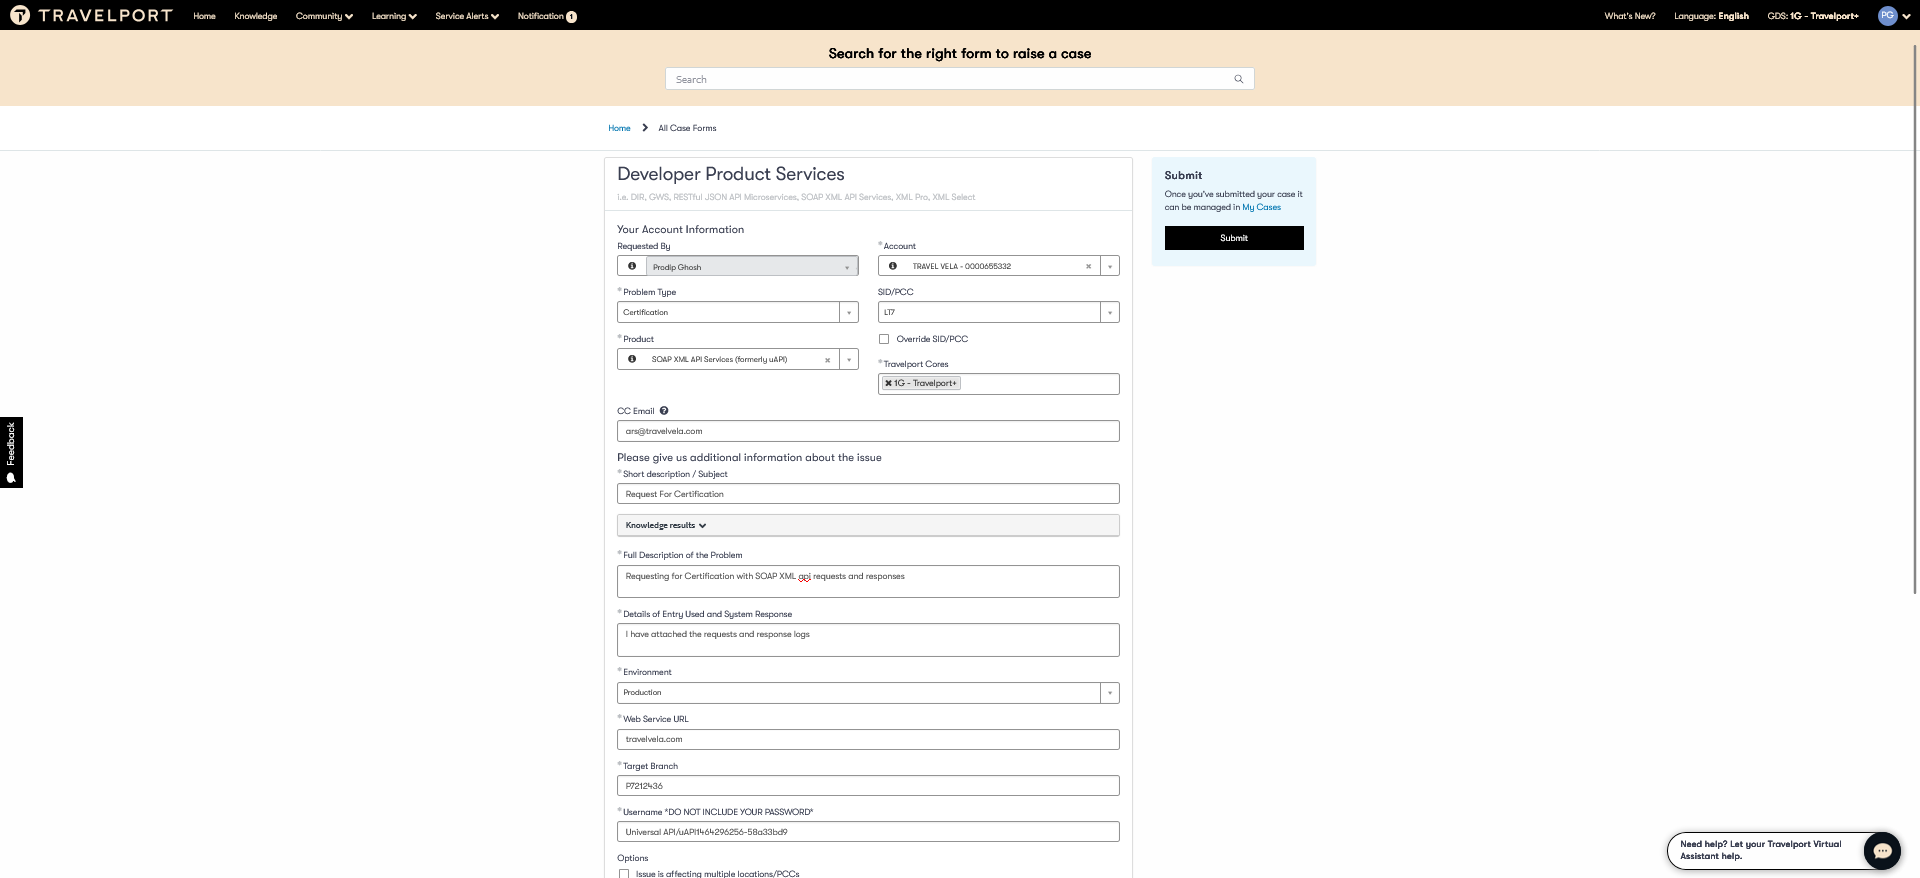 TRAVELPORT Home Knowledge Community Learning Service Alerts Notification 1 What's New? Language: English GDS: 1G - Travelport+ PG
Search for the right form to raise a case
Search
Home All Case Forms
Developer Product Services
i.e. DIR, GWS, RESTful JSON API Microservices, SOAP XML API Services, XML Pro, XML Select
Submit
Once you've submitted your case it
can be managed in My Cases
Submit
Your Account Information
Requested By
Prodip Ghosh
*Account
TRAVEL VELA - 0000655332
*Problem Type
Certification
SID/PCC
L17
*Product
SOAP XML API Services (formerly uAPI)
Override SID/PCC
*Travelport Cores
1G - Travelport+
CC Email
ars@travelvela.com
Please give us additional information about the issue
*Short description / Subject
Request For Certification
Knowledge results
*Full Description of the Problem
Requesting for Certification with SOAP XML api requests and responses
*Details of Entry Used and System Response
I have attached the requests and response logs
*Environment
Production
*Web Service URL
travelvela.com
*Target Branch
P7212436
*Username *DO NOT INCLUDE YOUR PASSWORD*
Universal API/uAPI1464296256-58a33bd9
Options
Issue is affecting multiple locations/PCCs
Feedback
Need help? Let your Travelport Virtual
Assistant help.